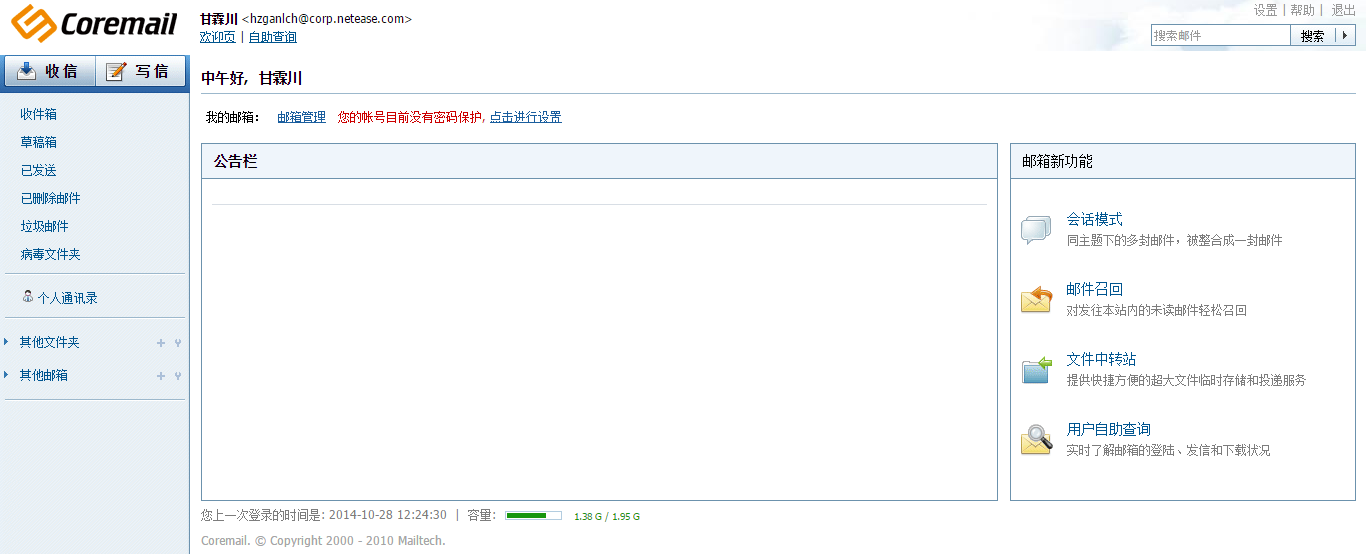 Coremail
甘霖川 <hzganlch@corp.netease.com>
欢迎页 | 自助查询
设置 | 帮助 | 退出
搜索邮件 搜索
收信 写信
收件箱
草稿箱
已发送
已删除邮件
垃圾邮件
病毒文件夹
个人通讯录
其他文件夹
其他邮箱
中午好，甘霖川
我的邮箱： 邮箱管理 您的帐号目前没有密码保护, 点击进行设置
公告栏
邮箱新功能
会话模式
同主题下的多封邮件，被整合成一封邮件
邮件召回
对发往本站内的未读邮件轻松召回
文件中转站
提供快捷方便的超大文件临时存储和投递服务
用户自助查询
实时了解邮箱的登陆、发信和下载状况
您上一次登录的时间是: 2014-10-28 12:24:30 | 容量: 1.38 G / 1.95 G
Coremail. © Copyright 2000 - 2010 Mailtech.